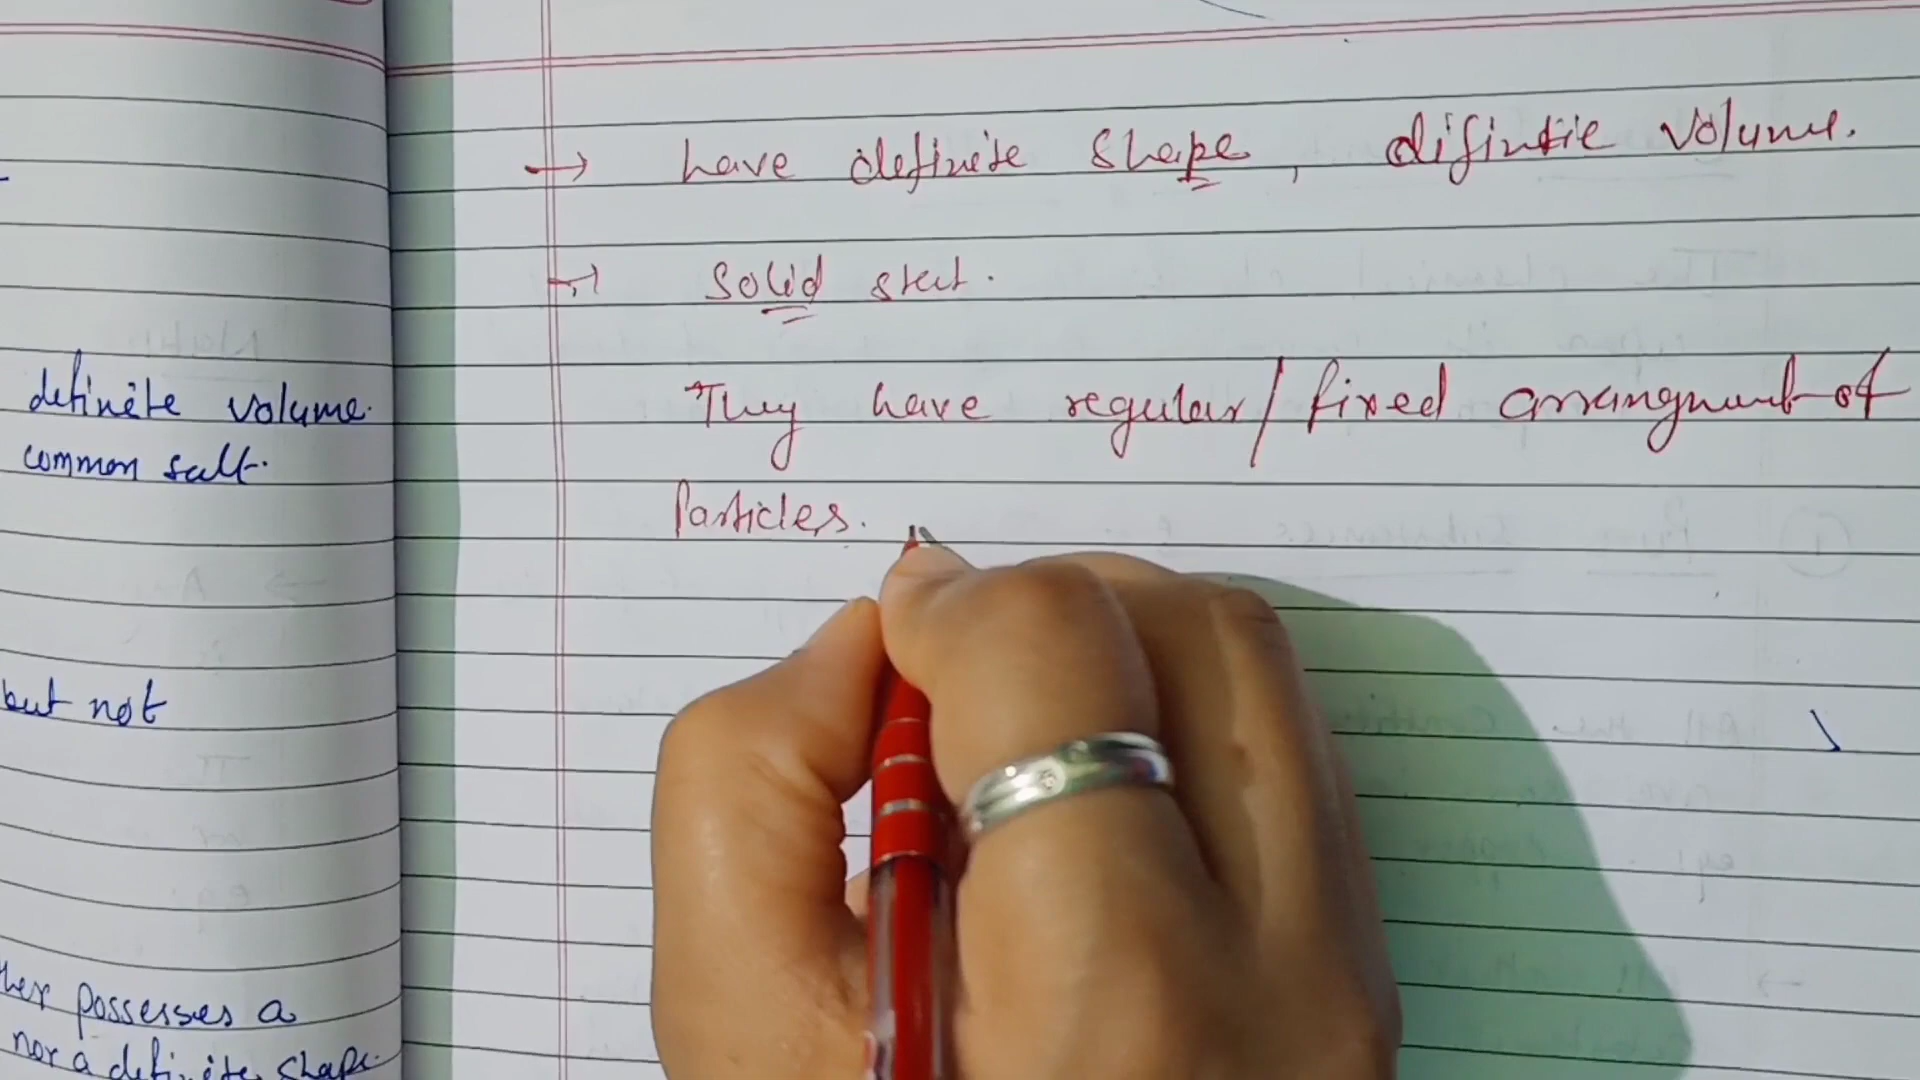 definite volume.
common salt.
but not
possesses a
nor a definite shape.
→ have definite shape, difintie volume.
→ Solid stat.
They have regular/fixed arrangment of
Particles.